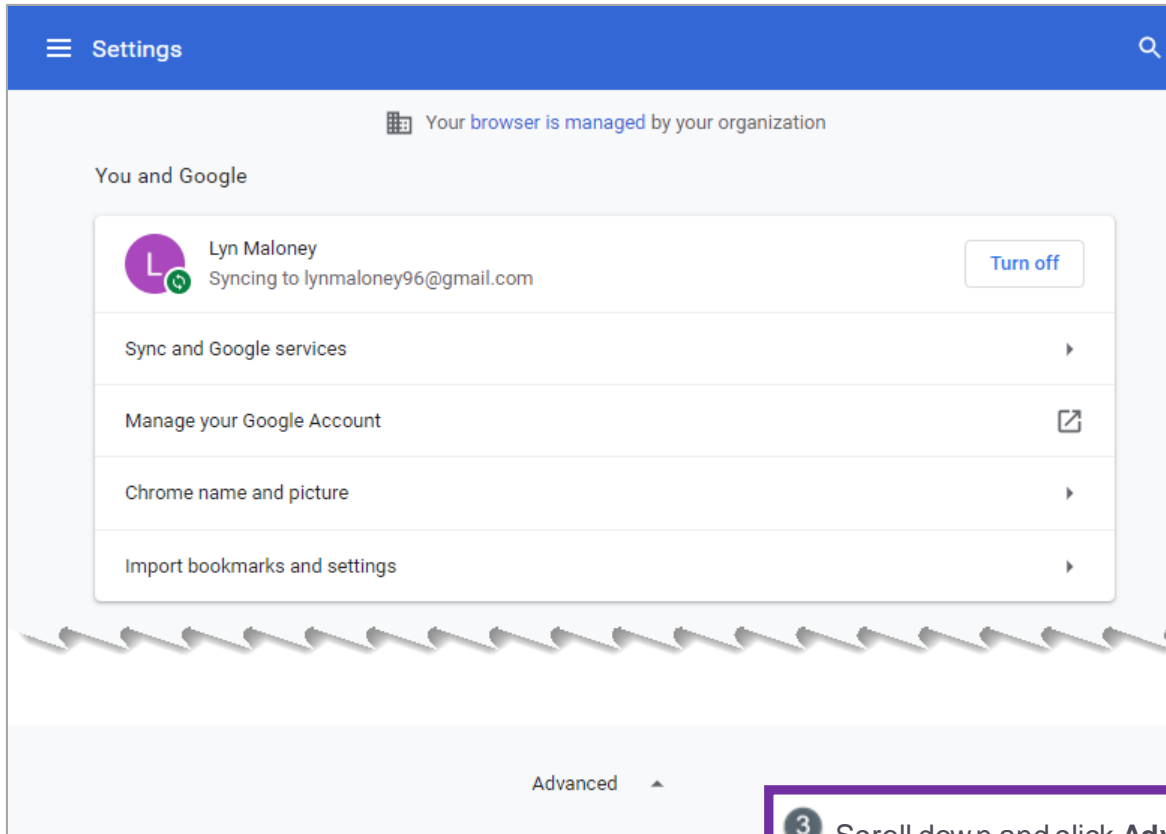 Settings
Your browser is managed by your organization
You and Google
L
Lyn Maloney
Syncing to lynmaloney96@gmail.com
Turn off
Sync and Google services
Manage your Google Account
Chrome name and picture
Import bookmarks and settings
Advanced
3 Scroll down and click